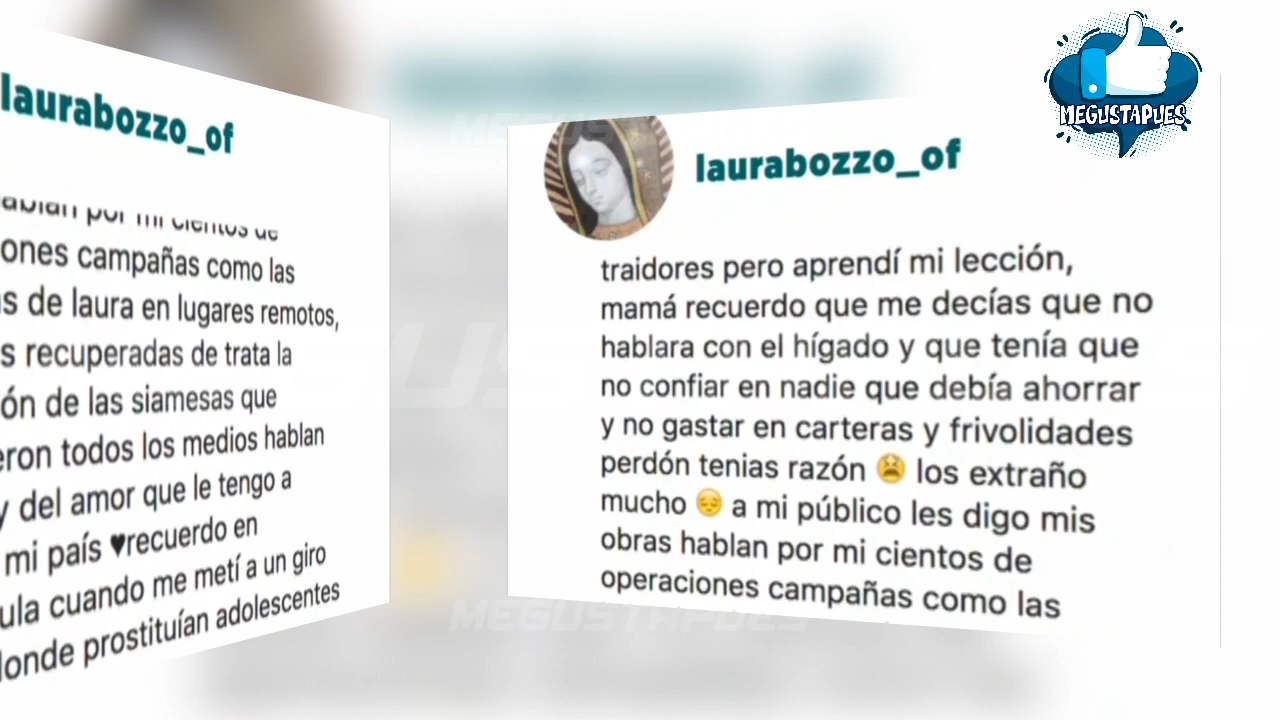 laurabozzo_of
por mi cientos de
ones campañas como las
s de laura en lugares remotos,
s recuperadas de trata la
ón de las siamesas que
eron todos los medios hablan
y del amor que le tengo a
mi país ♥recuerdo en
ula cuando me metí a un giro
donde prostituían adolescentes
laurabozzo_of
traidores pero aprendí mi lección,
mamá recuerdo que me decías que no
hablara con el hígado y que tenía que
no confiar en nadie que debía ahorrar
y no gastar en carteras y frivolidades
perdón tenias razón 😫 los extraño
mucho 😔 a mi público les digo mis
obras hablan por mi cientos de
operaciones campañas como las
MEGUSTAPUES
MEGUSTAPUES